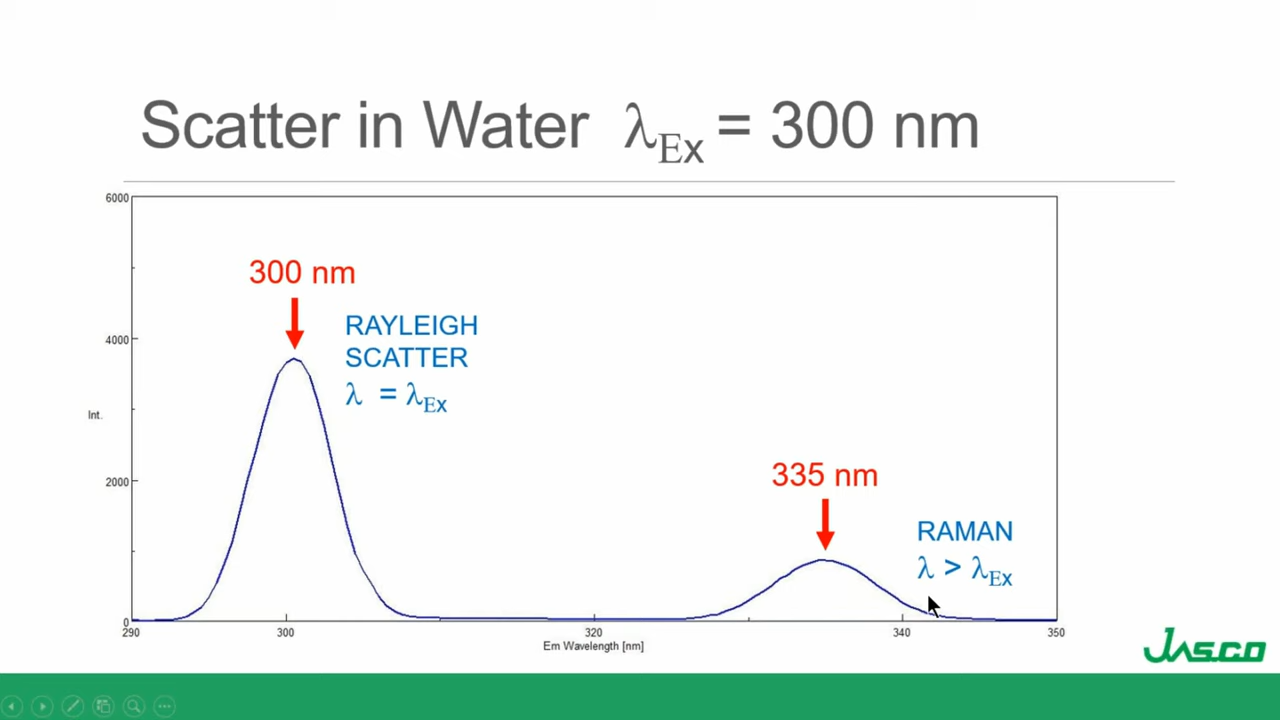 Scatter in Water λEx = 300 nm
6000
4000
2000
0
Int.
300 nm
RAYLEIGH
SCATTER
λ = λEx
335 nm
RAMAN
λ > λEx
290 300 320 340 350
Em Wavelength [nm]
JASCO